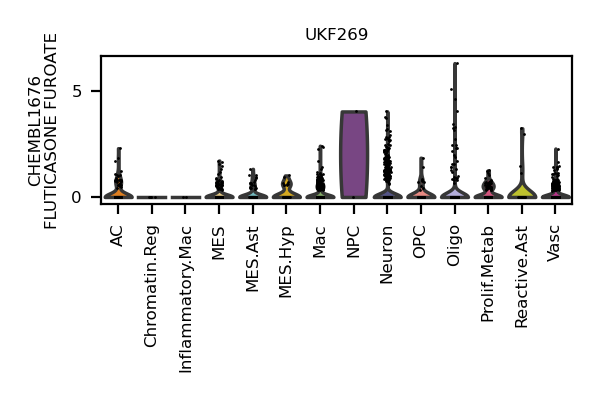 UKF269
CHEMBL1676
FLUTICASONE FUROATE
5
0
AC
Chromatin.Reg
Inflammatory.Mac
MES
MES.Ast
MES.Hyp
Mac
NPC
Neuron
OPC
Oligo
Prolif.Metab
Reactive.Ast
Vasc